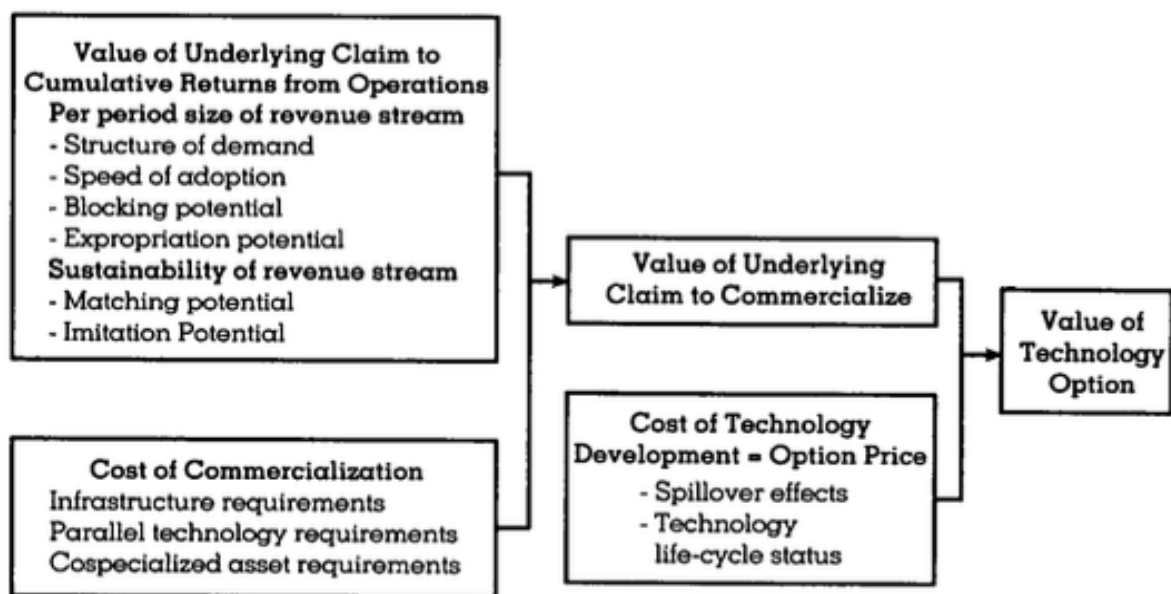 Value of Underlying Claim to
Cumulative Returns from Operations
Per period size of revenue stream
- Structure of demand
- Speed of adoption
- Blocking potential
- Expropriation potential
Sustainability of revenue stream
- Matching potential
- Imitation Potential
Cost of Commercialization
Infrastructure requirements
Parallel technology requirements
Cospecialized asset requirements
Value of Underlying
Claim to Commercialize
Cost of Technology
Development = Option Price
- Spillover effects
- Technology
life-cycle status
Value of
Technology
Option